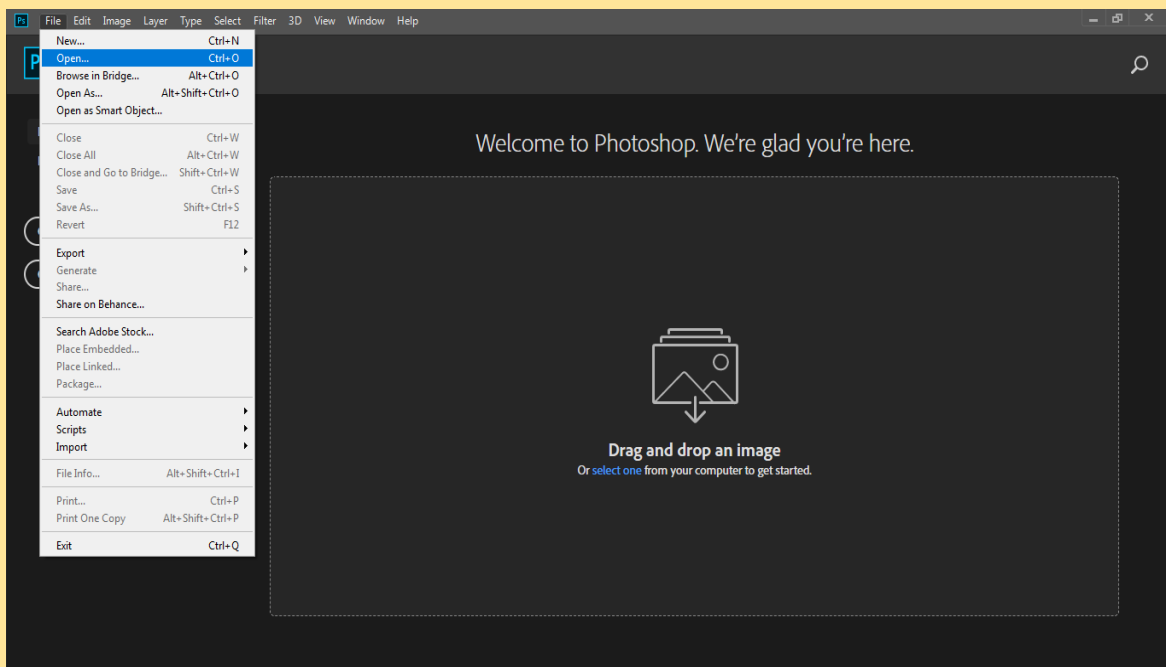 Ps File Edit Image Layer Type Select Filter 3D View Window Help
New... Ctrl+N
Open... Ctrl+O
Browse in Bridge... Alt+Ctrl+O
Open As... Alt+Shift+Ctrl+O
Open as Smart Object...
Close Ctrl+W
Close All Alt+Ctrl+W
Close and Go to Bridge... Shift+Ctrl+W
Save Ctrl+S
Save As... Shift+Ctrl+S
Revert F12
Export
Generate
Share...
Share on Behance...
Search Adobe Stock...
Place Embedded...
Place Linked...
Package...
Automate
Scripts
Import
File Info... Alt+Shift+Ctrl+I
Print... Ctrl+P
Print One Copy Alt+Shift+Ctrl+P
Exit Ctrl+Q
Welcome to Photoshop. We're glad you're here.
Drag and drop an image
Or select one from your computer to get started.